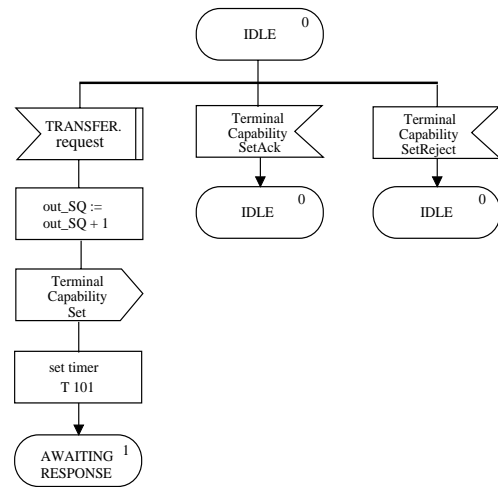 IDLE
0
TRANSFER.
request
Terminal
Capability
SetAck
Terminal
Capability
SetReject
out_SQ :=
out_SQ + 1
IDLE
0
IDLE
0
Terminal
Capability
Set
set timer
T 101
AWAITING
RESPONSE
1